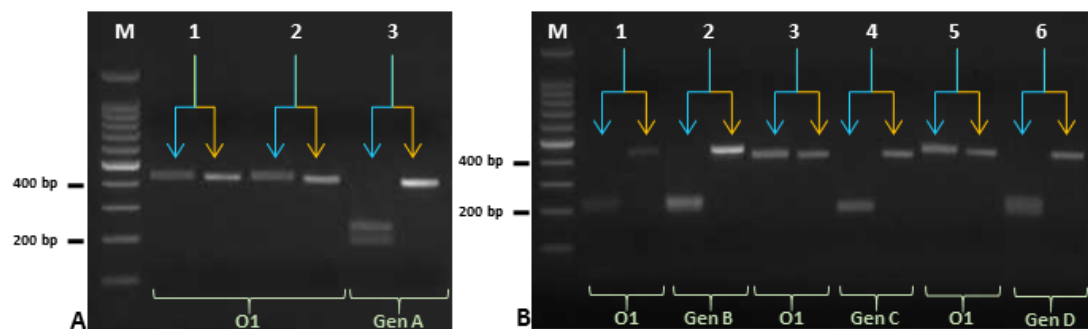 M 1 2 3
400 bp
200 bp
A O1 Gen A
M 1 2 3 4 5 6
400 bp
200 bp
B O1 Gen B O1 Gen C O1 Gen D